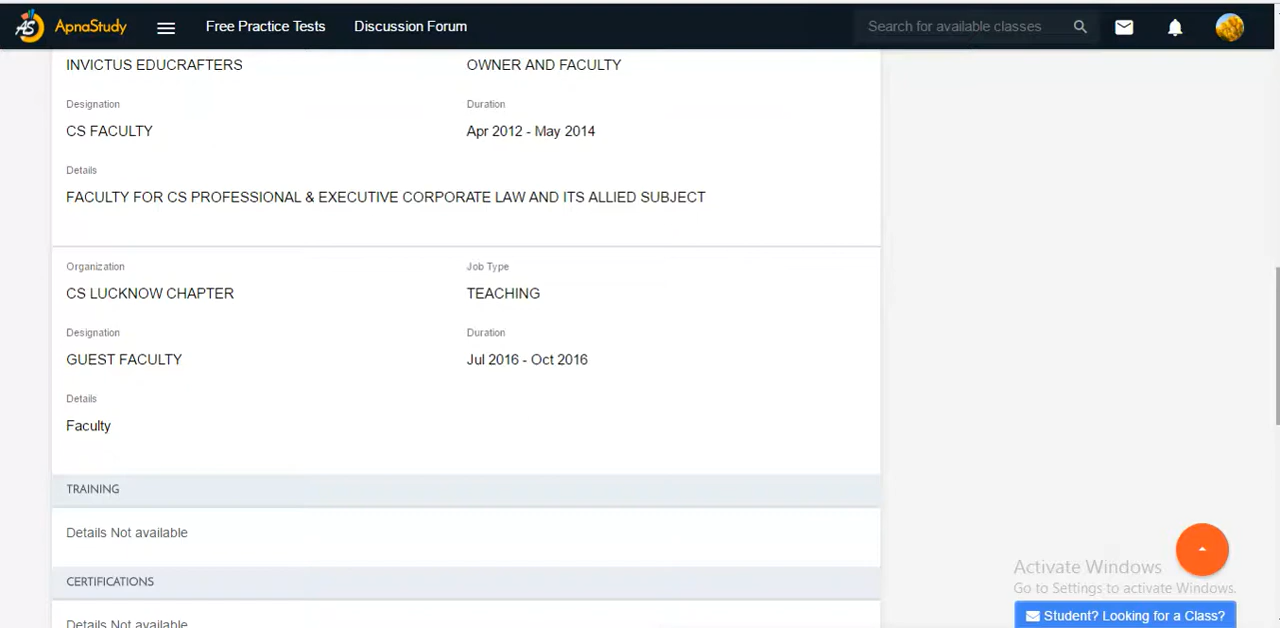 AS ApnaStudy Free Practice Tests Discussion Forum Search for available classes
INVICTUS EDUCRAFTERS OWNER AND FACULTY
Designation Duration
CS FACULTY Apr 2012 - May 2014
Details
FACULTY FOR CS PROFESSIONAL & EXECUTIVE CORPORATE LAW AND ITS ALLIED SUBJECT
Organization Job Type
CS LUCKNOW CHAPTER TEACHING
Designation Duration
GUEST FACULTY Jul 2016 - Oct 2016
Details
Faculty
TRAINING
Details Not available
CERTIFICATIONS
Details Not available
Activate Windows
Go to Settings to activate Windows.
Student? Looking for a Class?